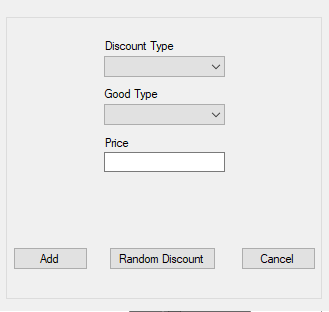 Discount Type
Good Type
Price
Add
Random Discount
Cancel